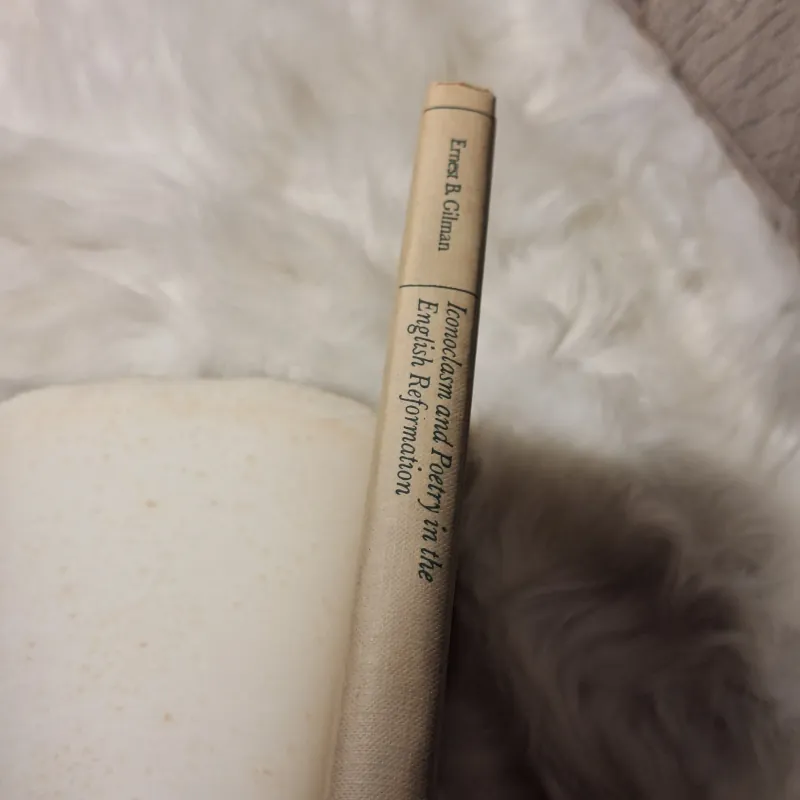 Ernest B. Gilman
Iconoclasm and Poetry in the
English Reformation